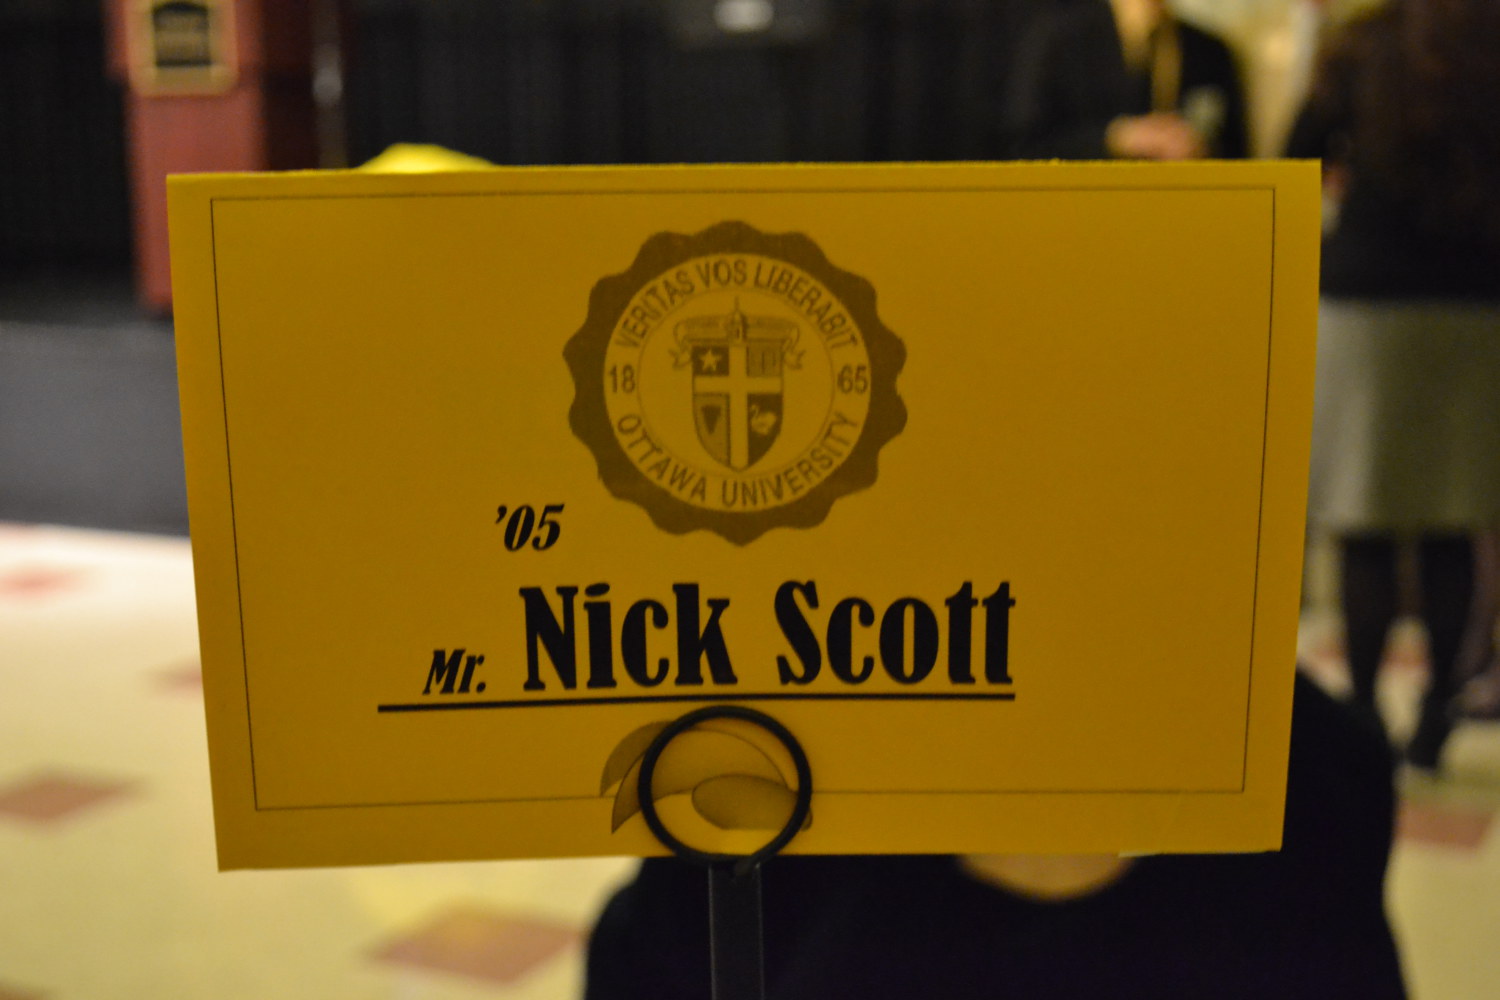 VERITAS VOS LIBERABIT
18 65
OTTAWA UNIVERSITY
'05
Mr. Nick Scott